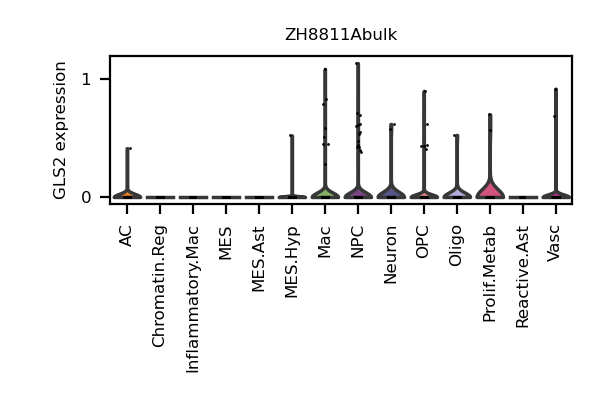 ZH8811Abulk
GLS2 expression
1
0
AC
Chromatin.Reg
Inflammatory.Mac
MES
MES.Ast
MES.Hyp
Mac
NPC
Neuron
OPC
Oligo
Prolif.Metab
Reactive.Ast
Vasc